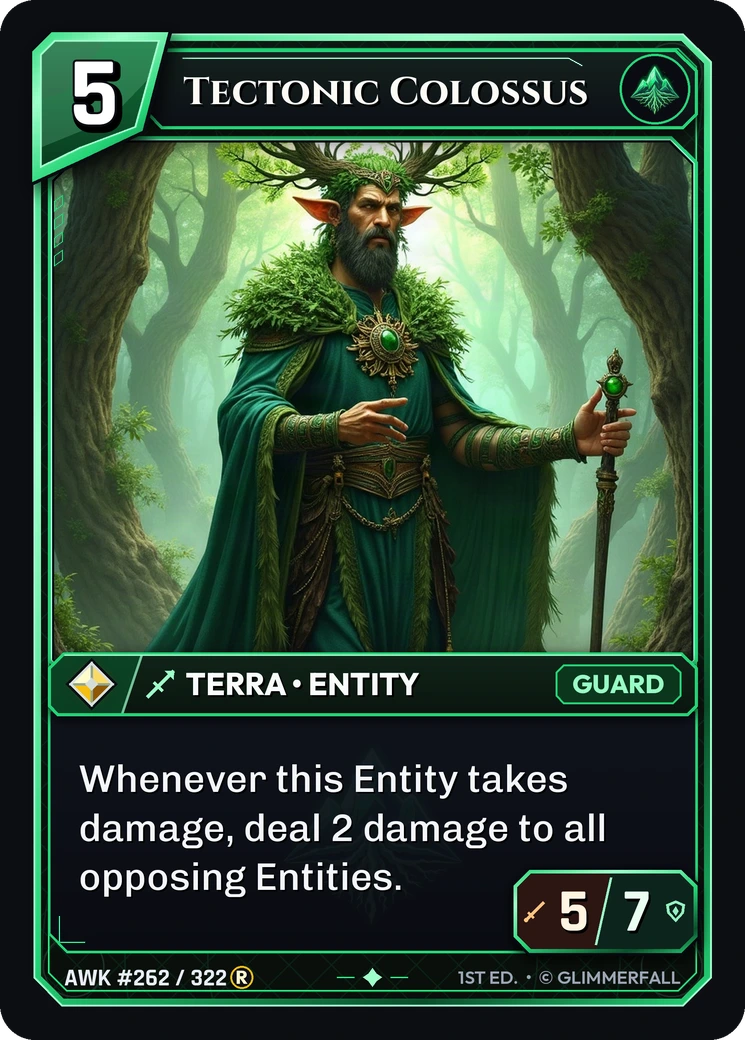 5
TECTONIC COLOSSUS
TERRA • ENTITY
GUARD
Whenever this Entity takes
damage, deal 2 damage to all
opposing Entities.
5 / 7
AWK #262 / 322 R
1ST ED. • © GLIMMERFALL